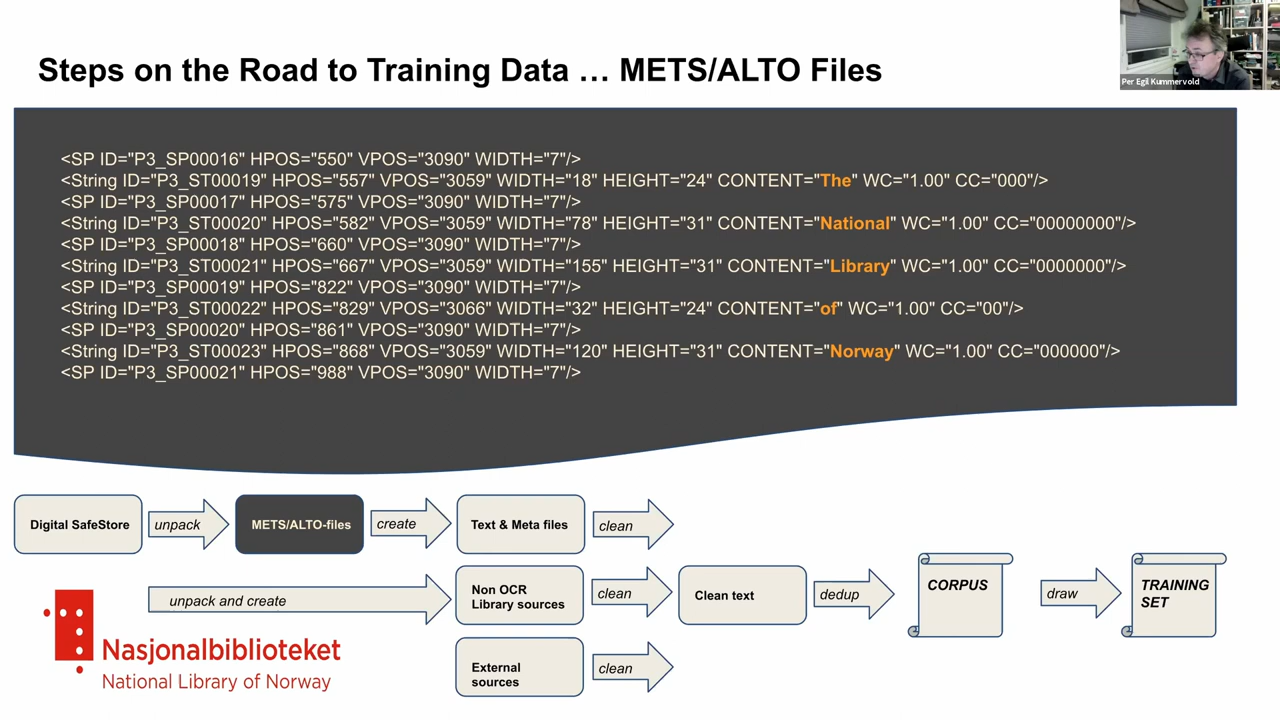 Steps on the Road to Training Data … METS/ALTO Files
Per Egil Kummervold
<SP ID="P3_SP00016" HPOS="550" VPOS="3090" WIDTH="7"/>
<String ID="P3_ST00019" HPOS="557" VPOS="3059" WIDTH="18" HEIGHT="24" CONTENT="The" WC="1.00" CC="000"/>
<SP ID="P3_SP00017" HPOS="575" VPOS="3090" WIDTH="7"/>
<String ID="P3_ST00020" HPOS="582" VPOS="3059" WIDTH="78" HEIGHT="31" CONTENT="National" WC="1.00" CC="00000000"/>
<SP ID="P3_SP00018" HPOS="660" VPOS="3090" WIDTH="7"/>
<String ID="P3_ST00021" HPOS="667" VPOS="3059" WIDTH="155" HEIGHT="31" CONTENT="Library" WC="1.00" CC="0000000"/>
<SP ID="P3_SP00019" HPOS="822" VPOS="3090" WIDTH="7"/>
<String ID="P3_ST00022" HPOS="829" VPOS="3066" WIDTH="32" HEIGHT="24" CONTENT="of" WC="1.00" CC="00"/>
<SP ID="P3_SP00020" HPOS="861" VPOS="3090" WIDTH="7"/>
<String ID="P3_ST00023" HPOS="868" VPOS="3059" WIDTH="120" HEIGHT="31" CONTENT="Norway" WC="1.00" CC="000000"/>
<SP ID="P3_SP00021" HPOS="988" VPOS="3090" WIDTH="7"/>
Digital SafeStore
unpack
METS/ALTO-files
create
Text & Meta files
clean
unpack and create
Non OCR
Library sources
clean
Clean text
dedup
CORPUS
draw
TRAINING
SET
External
sources
clean
Nasjonalbiblioteket
National Library of Norway